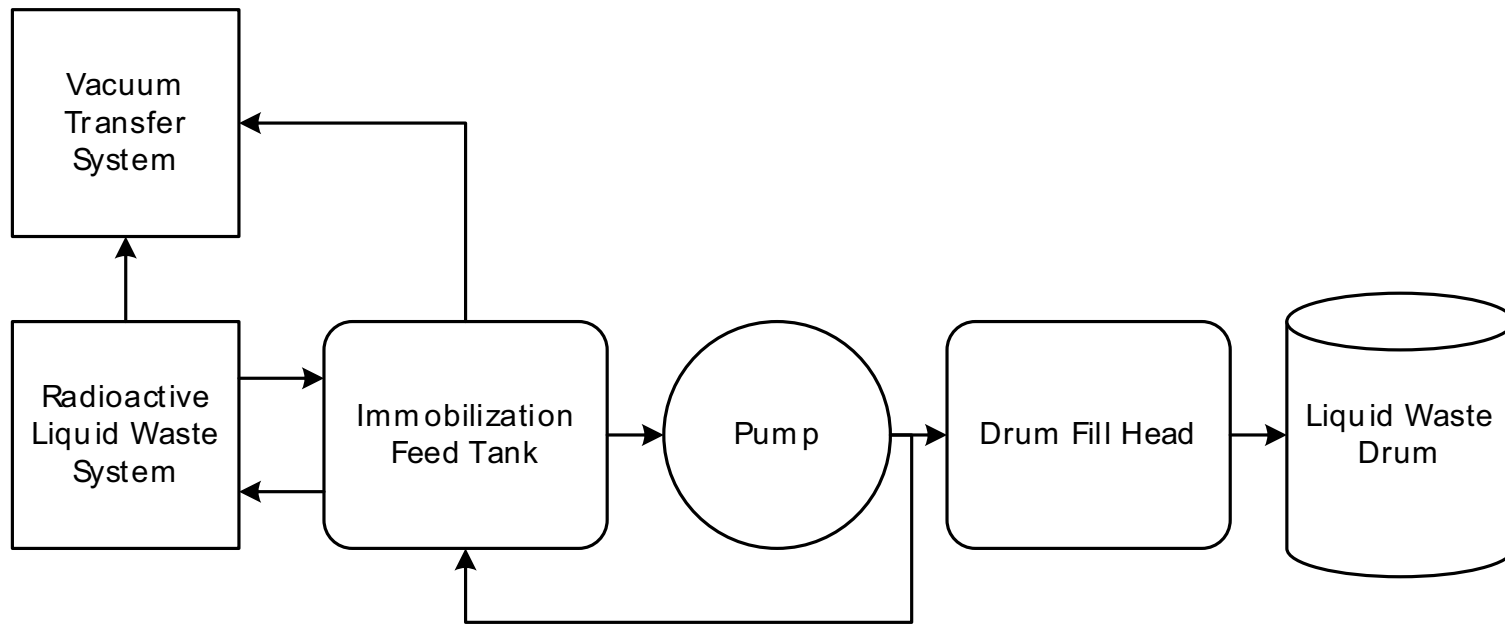 Vacuum
Transfer
System
Radioactive
Liquid Waste
System
Immobilization
Feed Tank
Pump
Drum Fill Head
Liquid Waste
Drum